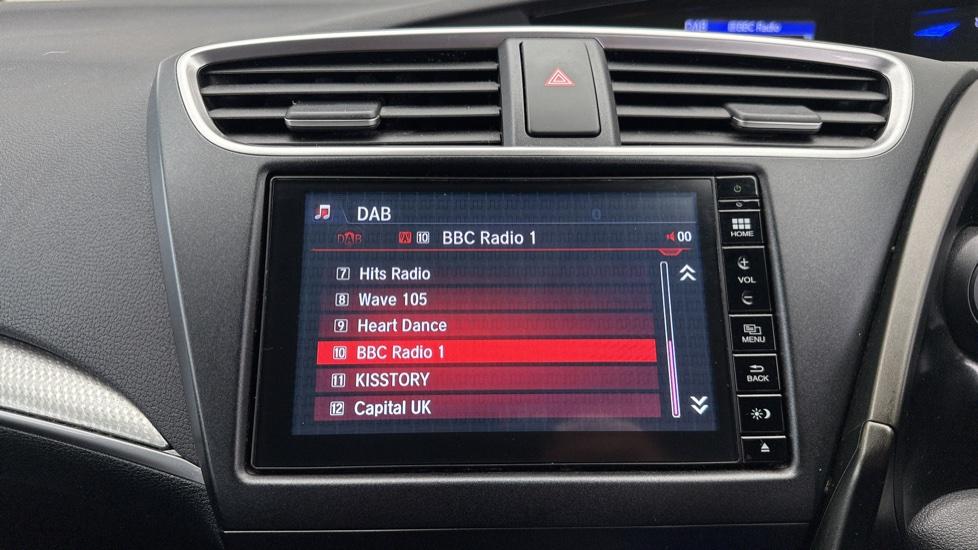 DAB BBC Radio
DAB
DAB 10 BBC Radio 1 00
7 Hits Radio
8 Wave 105
9 Heart Dance
10 BBC Radio 1
11 KISSTORY
12 Capital UK
HOME
VOL
MENU
BACK